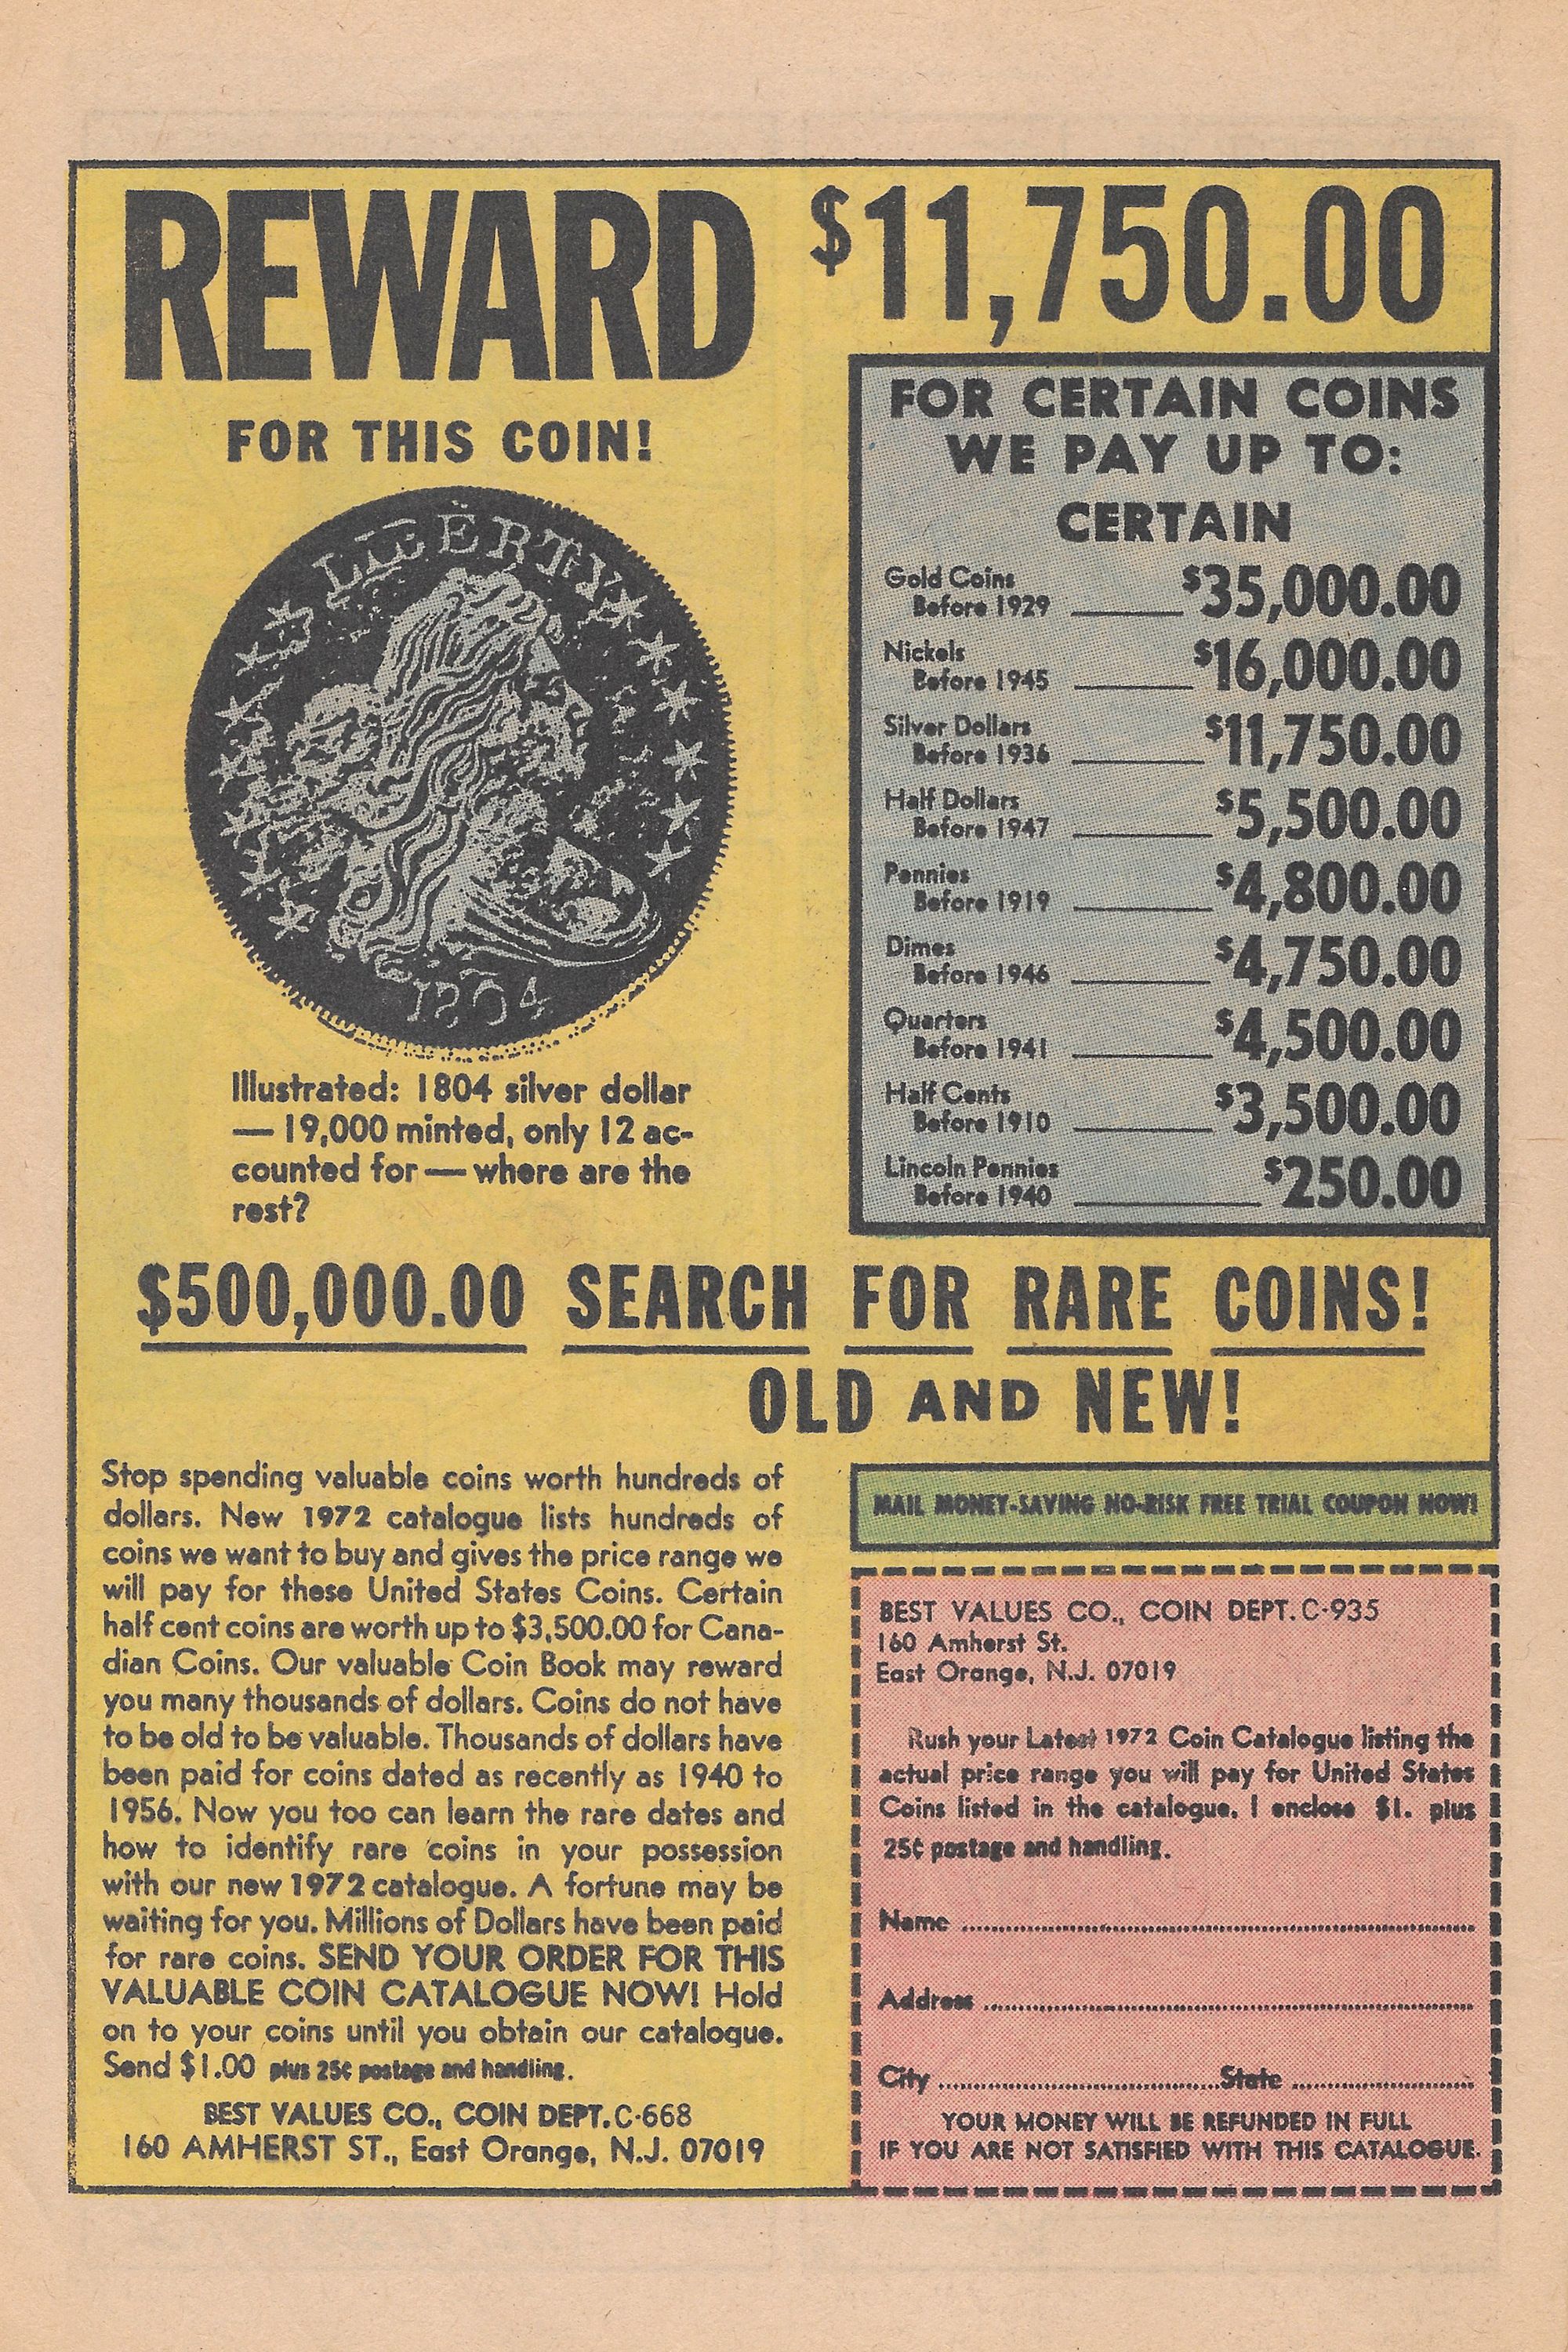 REWARD $11,750.00
FOR THIS COIN!
LIBERTY
1804
Illustrated: 1804 silver dollar
— 19,000 minted, only 12 ac-
counted for — where are the
rest?
FOR CERTAIN COINS
WE PAY UP TO:
CERTAIN
Gold Coins
Before 1929 $35,000.00
Nickels
Before 1945 $16,000.00
Silver Dollars
Before 1936 $11,750.00
Half Dollars
Before 1947 $5,500.00
Pennies
Before 1919 $4,800.00
Dimes
Before 1946 $4,750.00
Quarters
Before 1941 $4,500.00
Half Cents
Before 1910 $3,500.00
Lincoln Pennies
Before 1940 $250.00
$500,000.00 SEARCH FOR RARE COINS!
OLD AND NEW!
Stop spending valuable coins worth hundreds of
dollars. New 1972 catalogue lists hundreds of
coins we want to buy and gives the price range we
will pay for these United States Coins. Certain
half cent coins are worth up to $3,500.00 for Cana-
dian Coins. Our valuable Coin Book may reward
you many thousands of dollars. Coins do not have
to be old to be valuable. Thousands of dollars have
been paid for coins dated as recently as 1940 to
1956. Now you too can learn the rare dates and
how to identify rare coins in your possession
with our new 1972 catalogue. A fortune may be
waiting for you. Millions of Dollars have been paid
for rare coins. SEND YOUR ORDER FOR THIS
VALUABLE COIN CATALOGUE NOW! Hold
on to your coins until you obtain our catalogue.
Send $1.00 plus 25¢ postage and handling.
BEST VALUES CO., COIN DEPT. C-668
160 AMHERST ST., East Orange, N.J. 07019
MAIL MONEY-SAVING NO-RISK FREE TRIAL COUPON NOW!
BEST VALUES CO., COIN DEPT. C-935
160 Amherst St.
East Orange, N.J. 07019
Rush your Latest 1972 Coin Catalogue listing the
actual price range you will pay for United States
Coins listed in the catalogue. I enclose $1. plus
25¢ postage and handling.
Name
Address
City State
YOUR MONEY WILL BE REFUNDED IN FULL
IF YOU ARE NOT SATISFIED WITH THIS CATALOGUE.